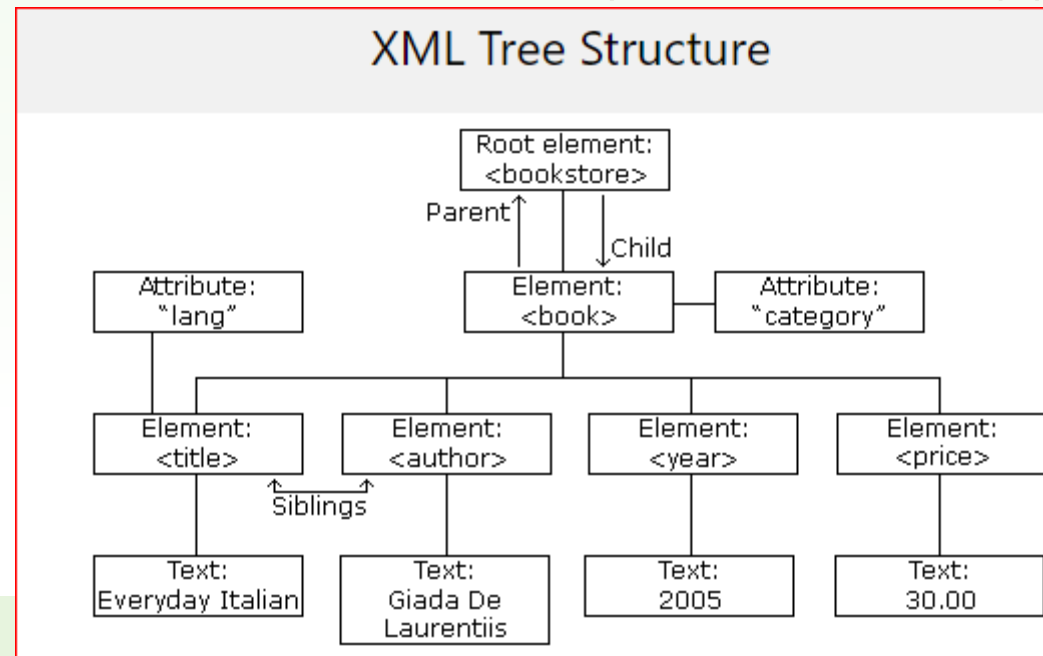 XML Tree Structure
Root element:
<bookstore>
Parent
Child
Attribute:
“lang”
Element:
<book>
Attribute:
“category”
Element:
<title>
Element:
<author>
Element:
<year>
Element:
<price>
Siblings
Text:
Everyday Italian
Text:
Giada De
Laurentiis
Text:
2005
Text:
30.00